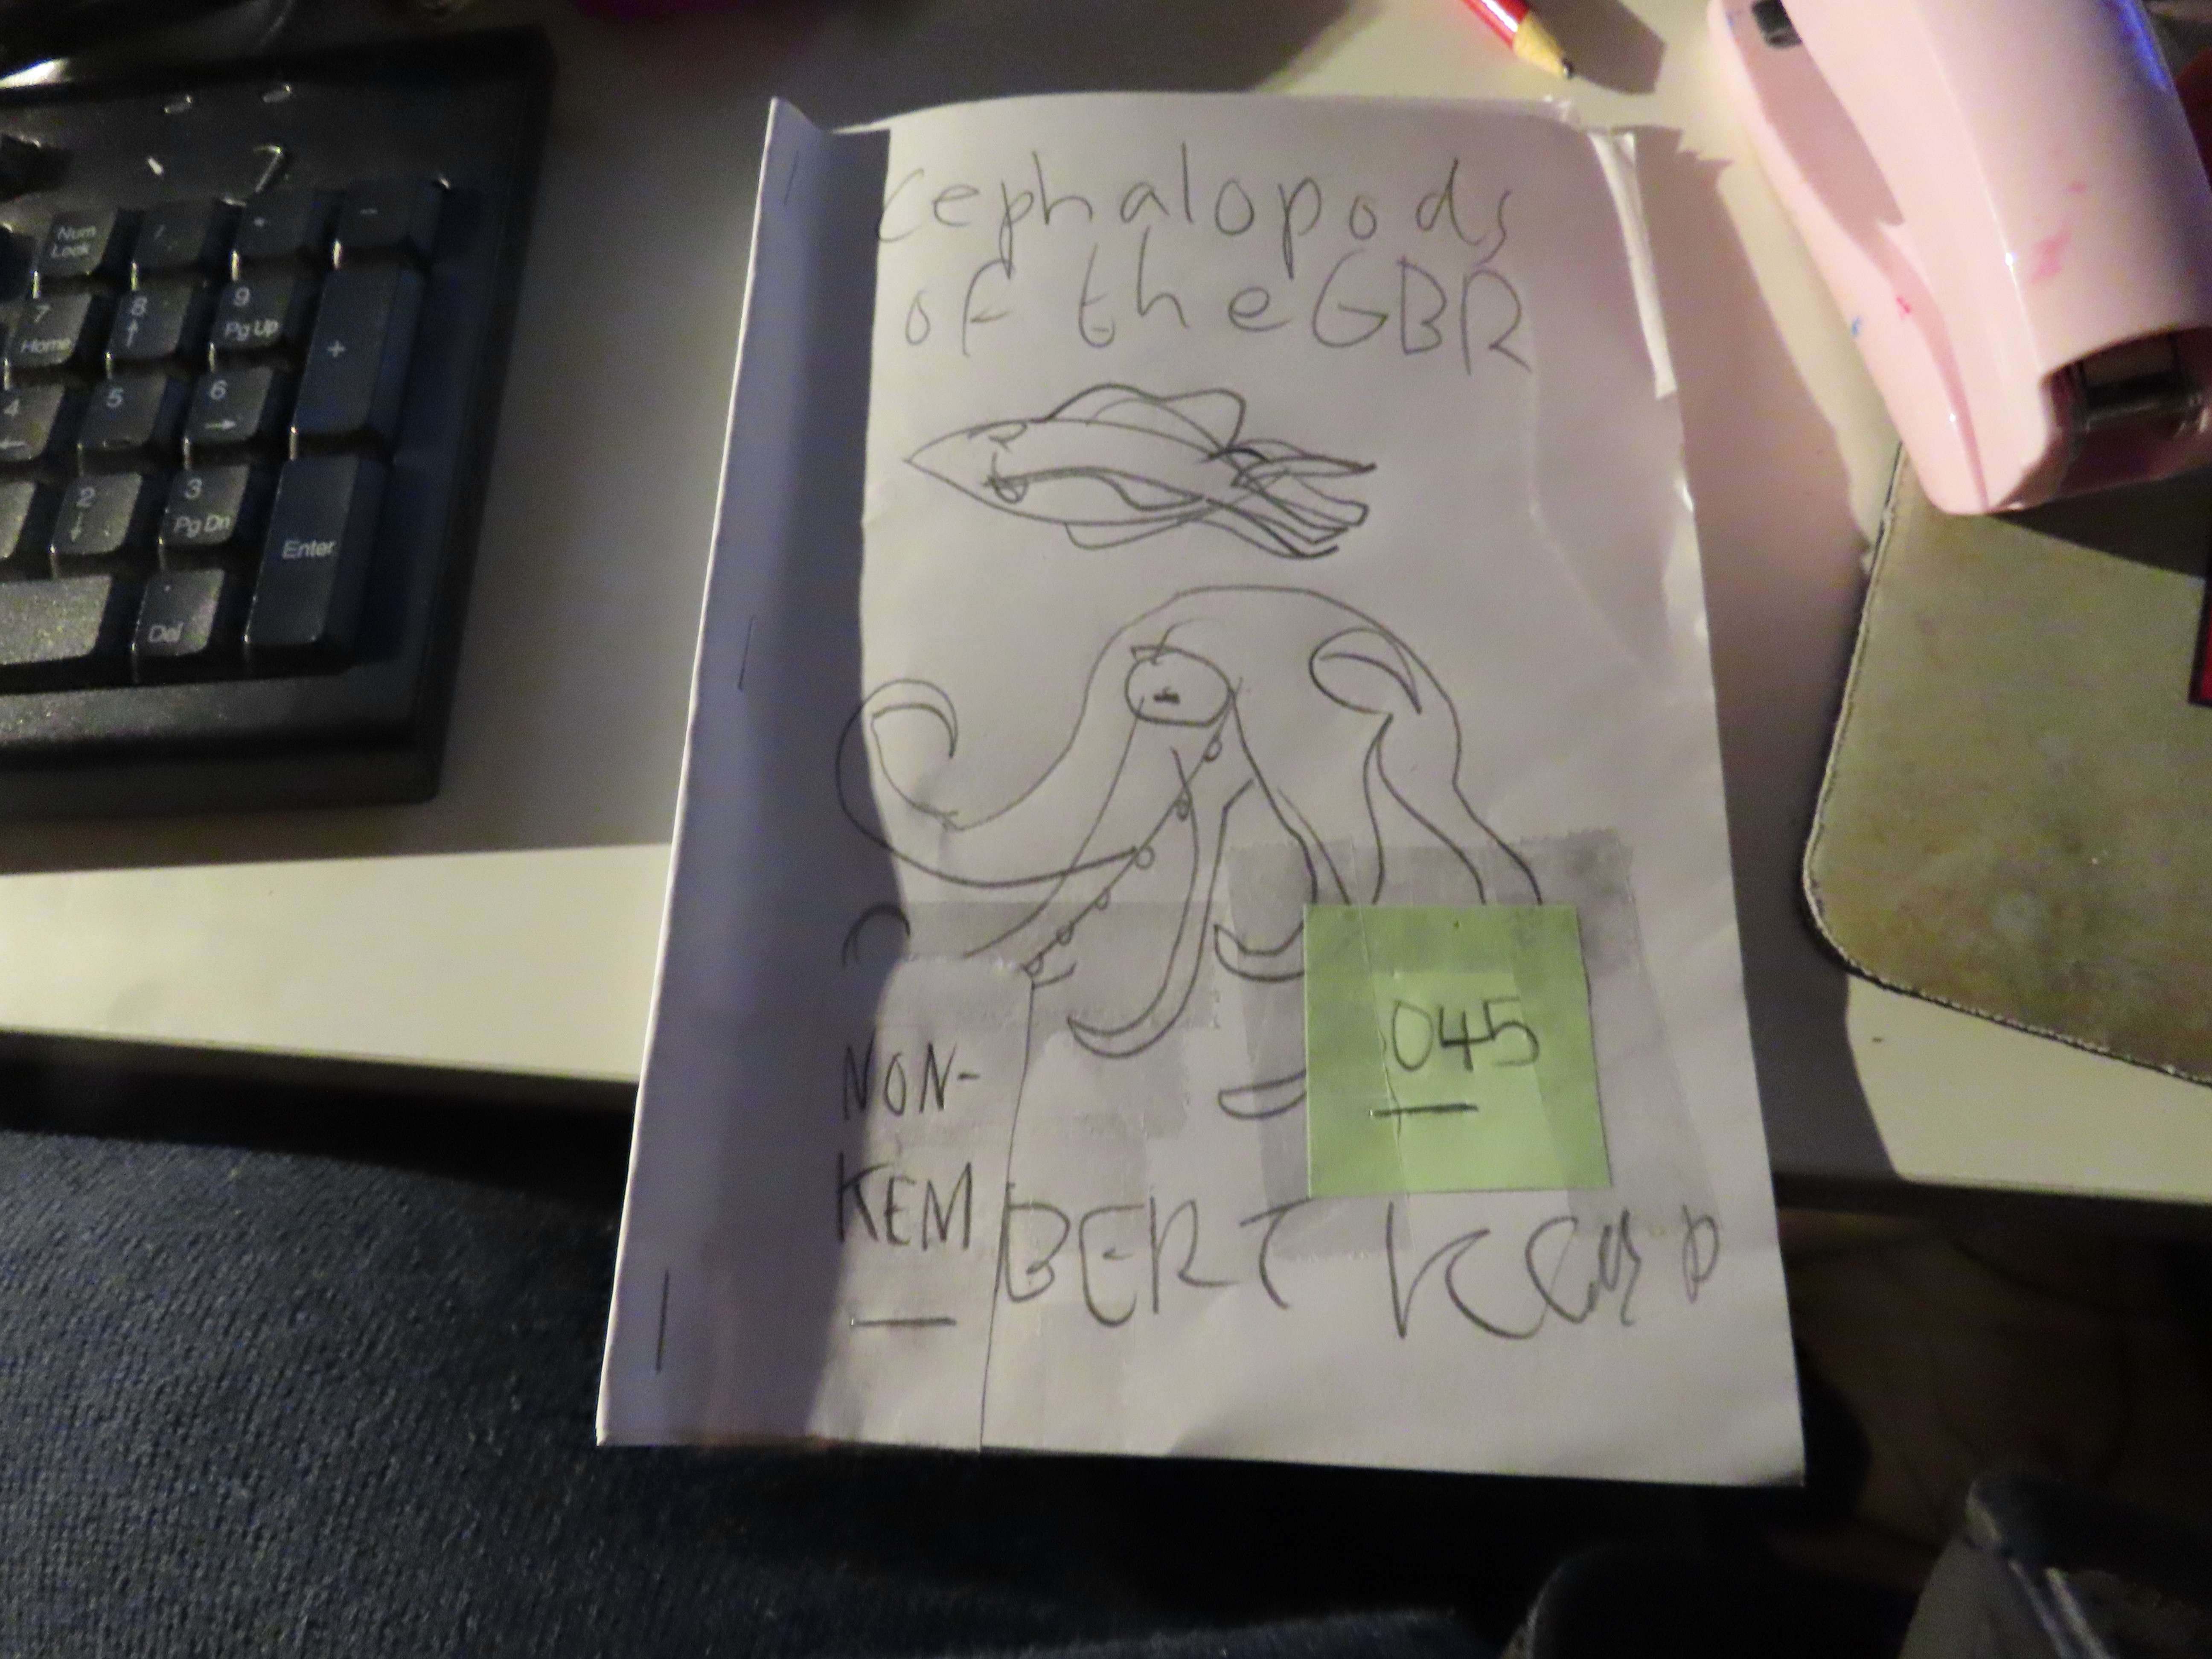 cephalopods
of the GBR
045
NON-
KEM
BERT KEMP
Num
Lock
/
-
7
Home
8
9
Pg Up
+
4
5
6
2
3
Pg Dn
Enter
Del